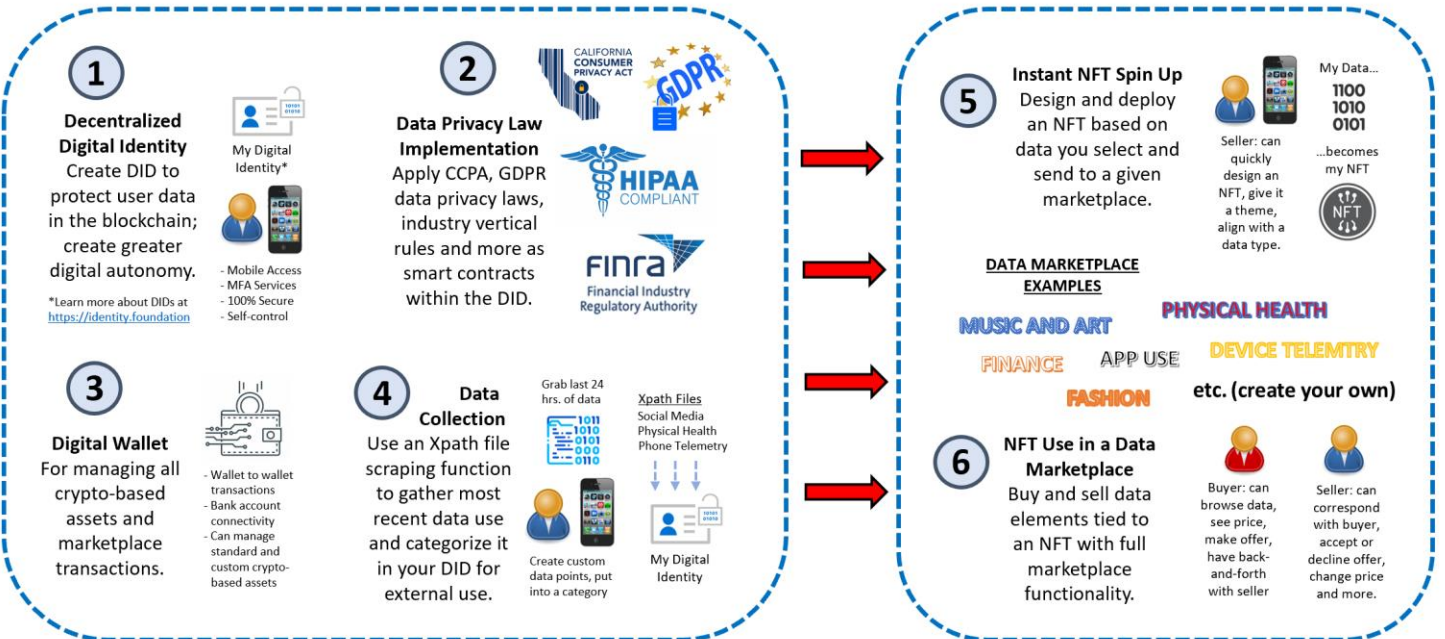 1
Decentralized
Digital Identity
Create DID to
protect user data
in the blockchain;
create greater
digital autonomy.
*Learn more about DIDs at
https://identity.foundation
10101
01010
My Digital
Identity*
- Mobile Access
- MFA Services
- 100% Secure
- Self-control
2
Data Privacy Law
Implementation
Apply CCPA, GDPR
data privacy laws,
industry vertical
rules and more as
smart contracts
within the DID.
CALIFORNIA
CONSUMER
PRIVACY ACT
GDPR
HIPAA
COMPLIANT
FINRA
Financial Industry
Regulatory Authority
3
Digital Wallet
For managing all
crypto-based
assets and
marketplace
transactions.
- Wallet to wallet
transactions
- Bank account
connectivity
- Can manage
standard and
custom crypto-
based assets
4
Data
Collection
Use an Xpath file
scraping function
to gather most
recent data use
and categorize it
in your DID for
external use.
Grab last 24
hrs. of data
1011
0101
0101
0101
0110
Create custom
data points, put
into a category
Xpath Files
Social Media
Physical Health
Phone Telemetry
10101
01010
My Digital
Identity
5
Instant NFT Spin Up
Design and deploy
an NFT based on
data you select and
send to a given
marketplace.
Seller: can
quickly
design an
NFT, give it
a theme,
align with a
data type.
My Data...
1100
1010
0101
...becomes
my NFT
NFT
DATA MARKETPLACE
EXAMPLES
MUSIC AND ART
PHYSICAL HEALTH
FINANCE
APP USE
DEVICE TELEMTRY
FASHION
etc. (create your own)
6
NFT Use in a Data
Marketplace
Buy and sell data
elements tied to
an NFT with full
marketplace
functionality.
Buyer: can
browse data,
see price,
make offer,
have back-
and-forth
with seller
Seller: can
correspond
with buyer,
accept or
decline offer,
change price
and more.